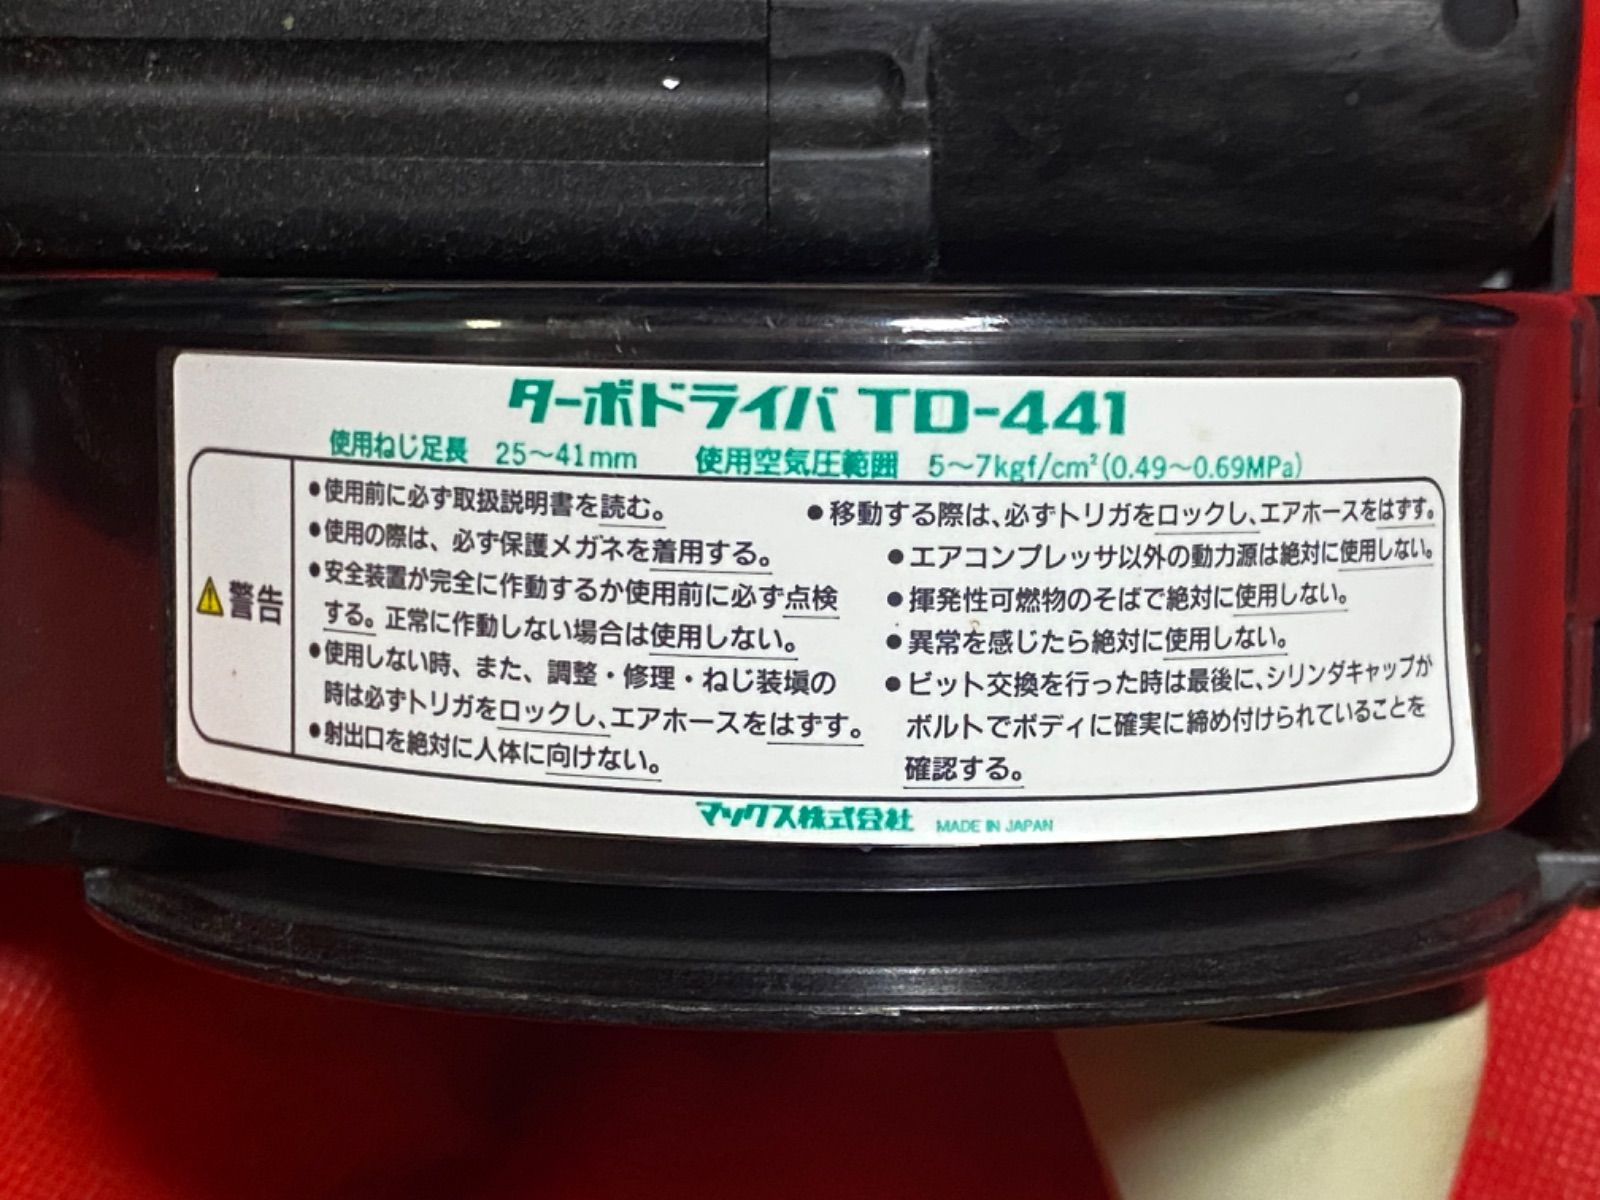 ターボドライバ TD-441
使用ねじ足長 25〜41mm 使用空気圧範囲 5〜7kgf/cm²(0.49〜0.69MPa)
警告
●使用前に必ず取扱説明書を読む。
●使用の際は、必ず保護メガネを着用する。
●安全装置が完全に作動するか使用前に必ず点検
する。正常に作動しない場合は使用しない。
●使用しない時、また、調整・修理・ねじ装塡の
時は必ずトリガをロックし、エアホースをはずす。
●射出口を絶対に人体に向けない。
●移動する際は、必ずトリガをロックし、エアホースをはずす。
●エアコンプレッサ以外の動力源は絶対に使用しない。
●揮発性可燃物のそばで絶対に使用しない。
●異常を感じたら絶対に使用しない。
●ビット交換を行った時は最後に、シリンダキャップが
ボルトでボディに確実に締め付けられていることを
確認する。
マックス株式会社 MADE IN JAPAN